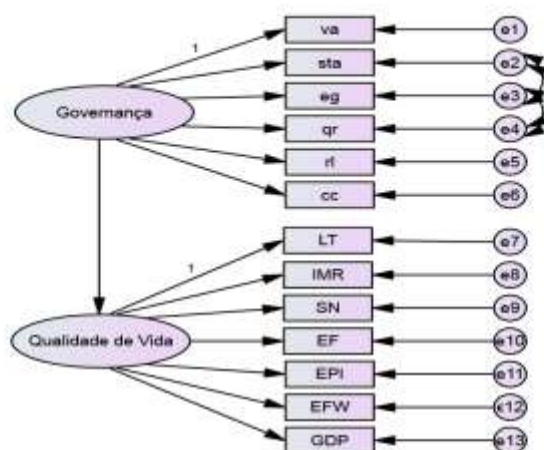 1
va
e1
sta
e2
eg
e3
Governança
qr
e4
rl
e5
cc
e6
1
LT
e7
IMR
e8
SN
e9
Qualidade de Vida
EF
e10
EPI
e11
EFW
e12
GDP
e13